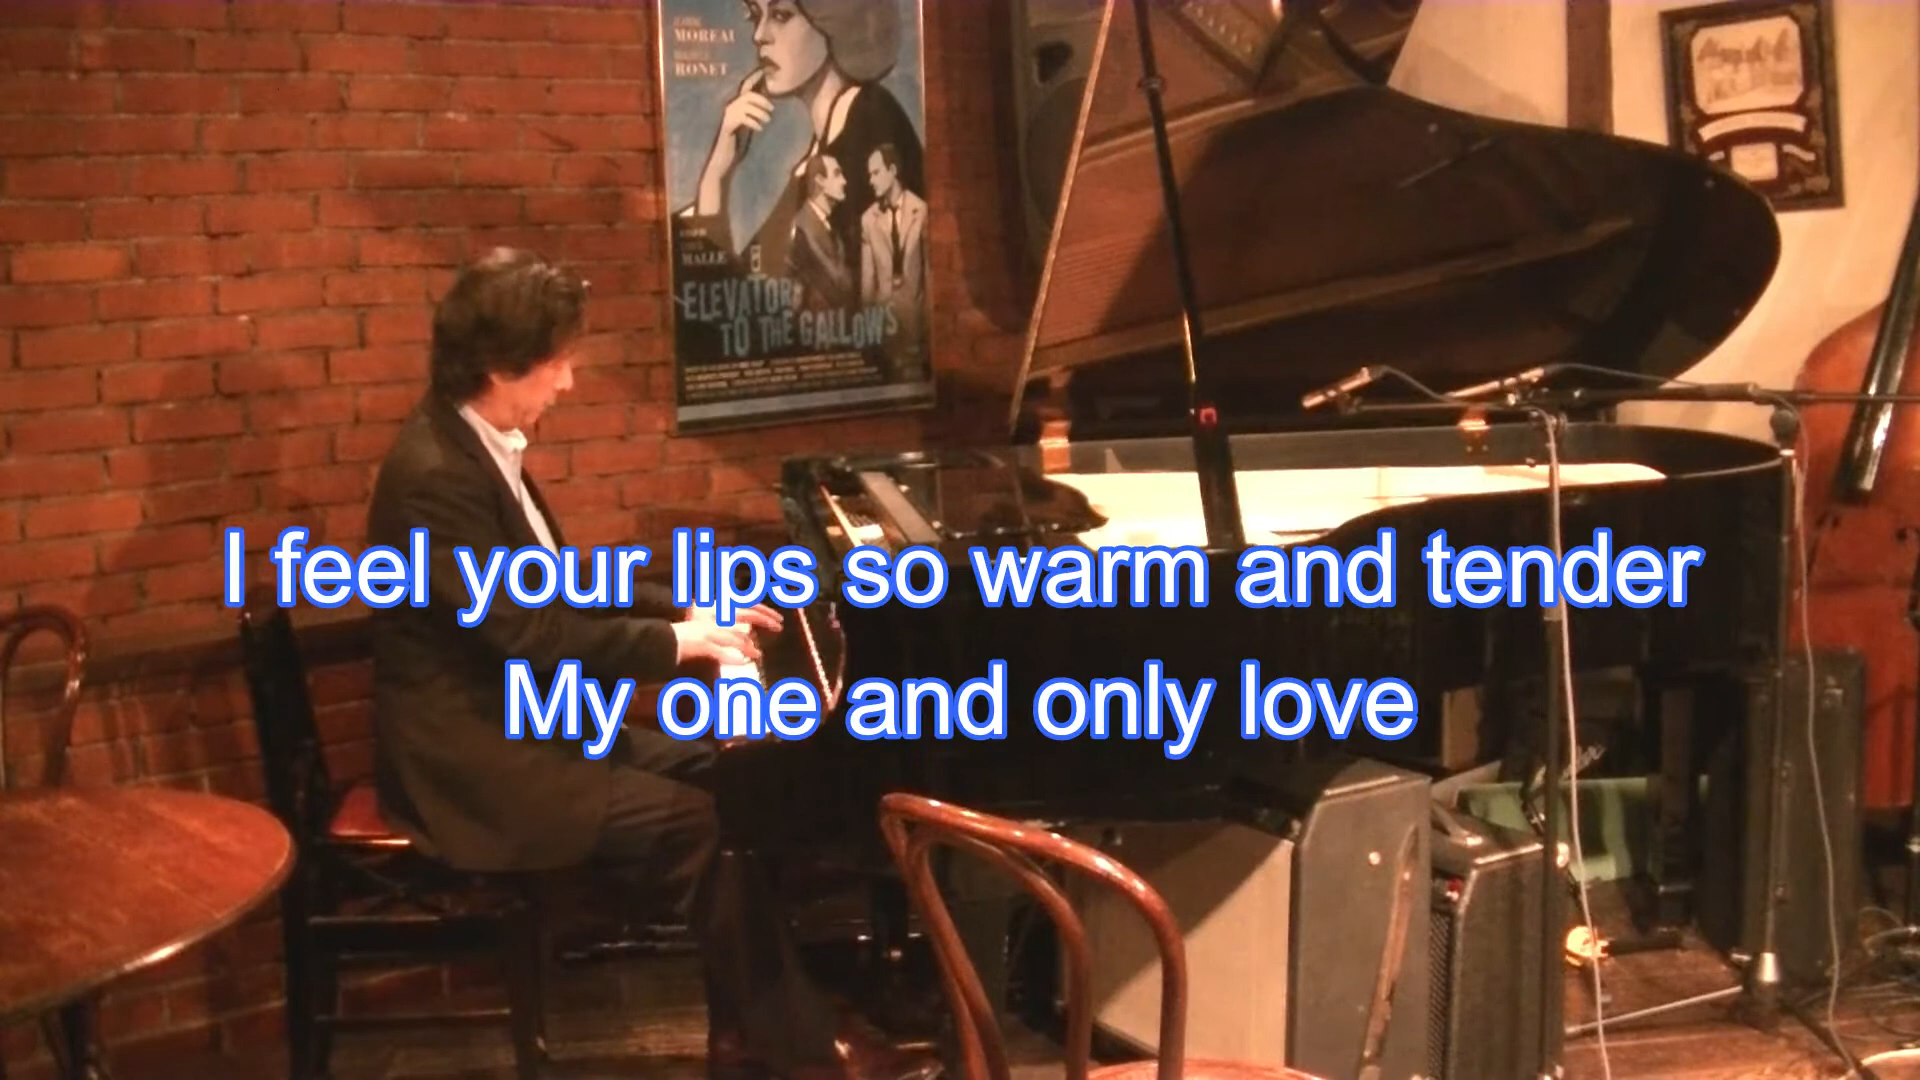 MOREAU
RONET
MALLE
ELEVATOR
TO THE GALLOWS
I feel your lips so warm and tender
My one and only love